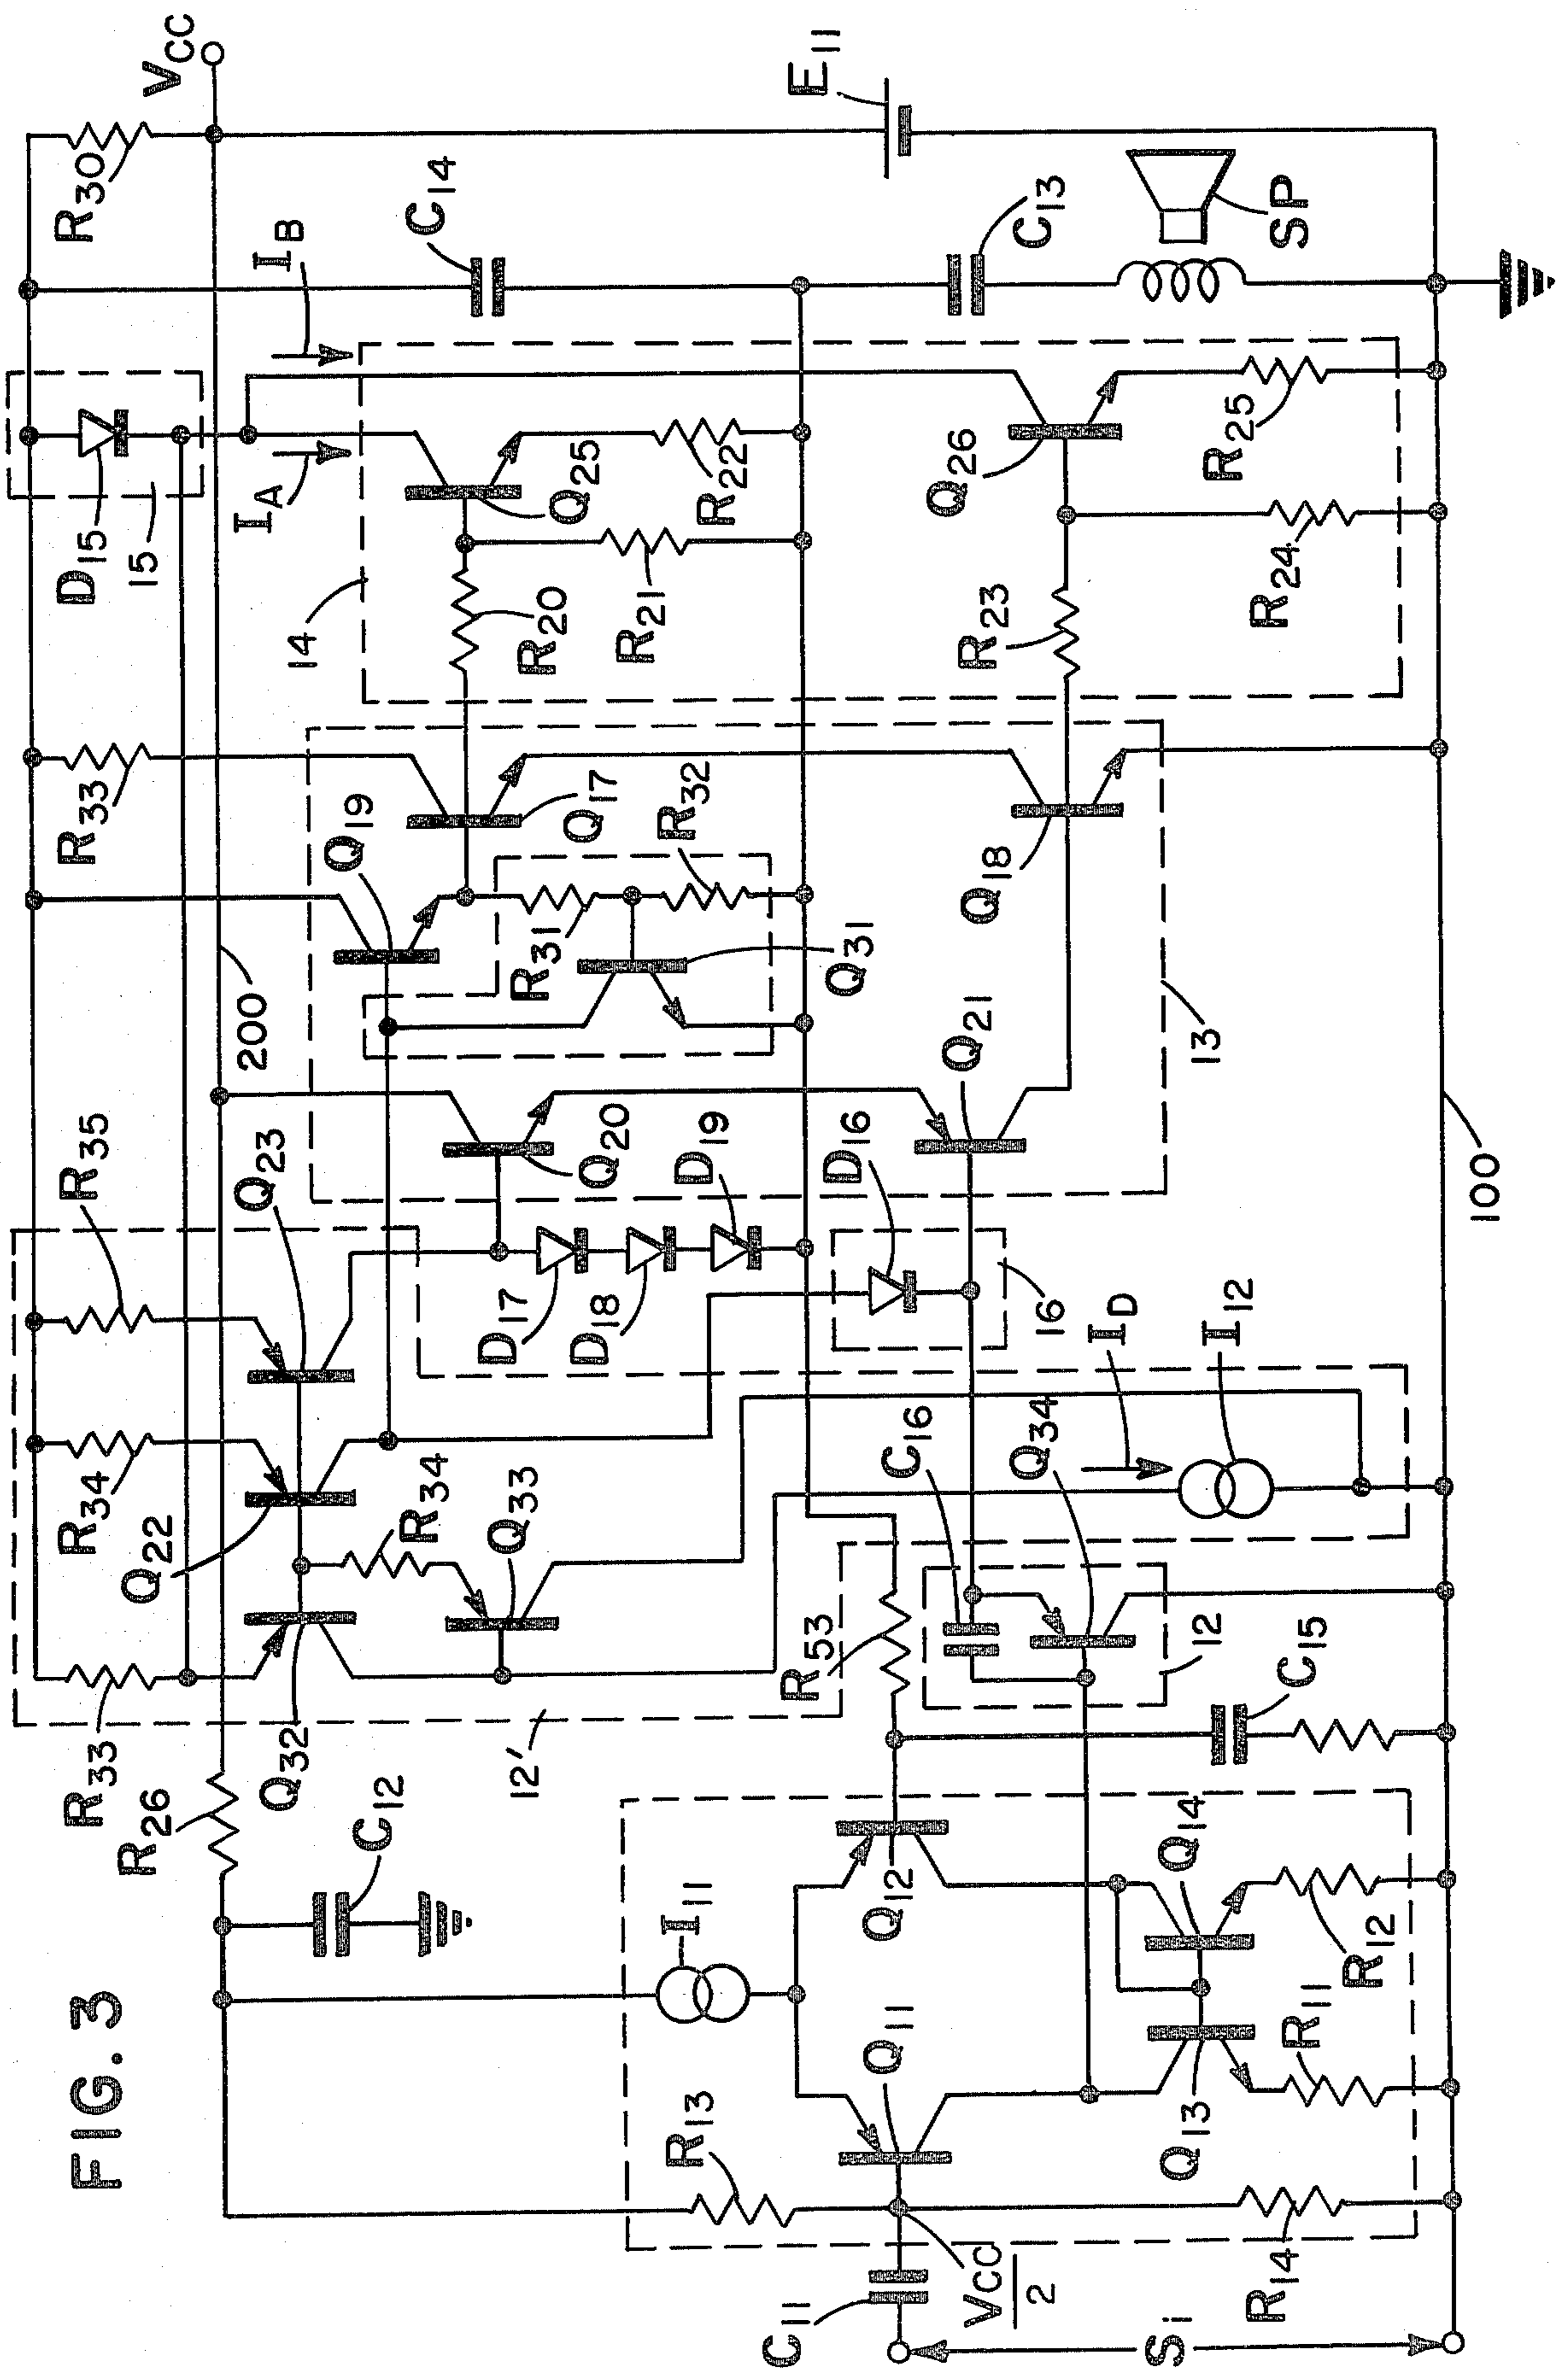 FIG. 3
VCC
R30
E11
IB
C14
C13
SP
D15
15
IA
14
R20
Q25
R21
R22
R23
Q26
R24
R25
R33
Q19
Q17
R32
R31
Q31
Q18
13
200
Q20
Q21
R35
Q23
D17
D18
D19
D16
16
ID
I12
100
R34
Q22
R34
Q33
C16
Q34
R33
Q32
R26
12'
R53
12
C15
C12
I11
Q12
Q14
R12
Q11
Q13
R11
R13
R14
C11
VCC/2
Si